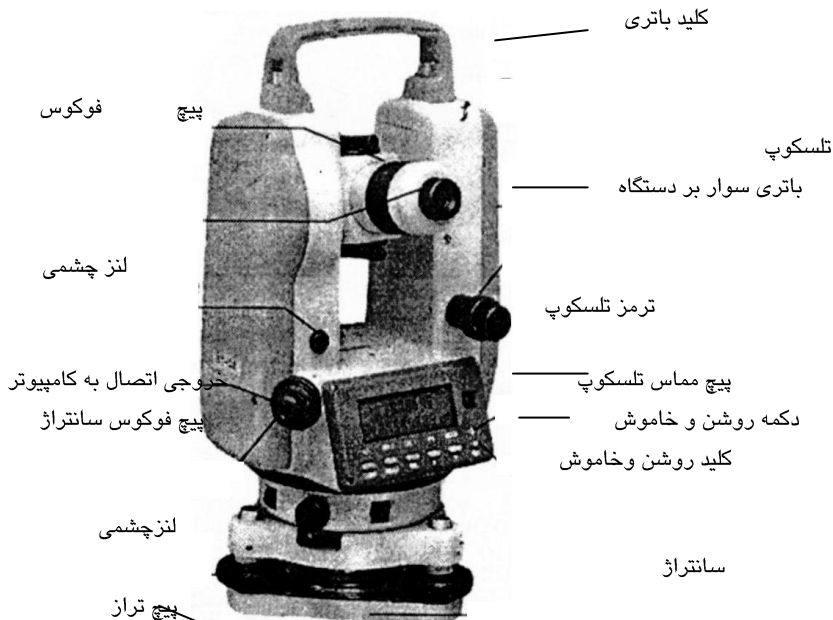 کلید باتری
پیچ فوکوس
تلسکوپ
باتری سوار بر دستگاه
لنز چشمی
ترمز تلسکوپ
پیچ مماس تلسکوپ
خروجی اتصال به کامپیوتر
دکمه روشن و خاموش
پیچ فوکوس سانتراژ
کلید روشن وخاموش
لنزچشمی
سانتراژ
پیچ تراز